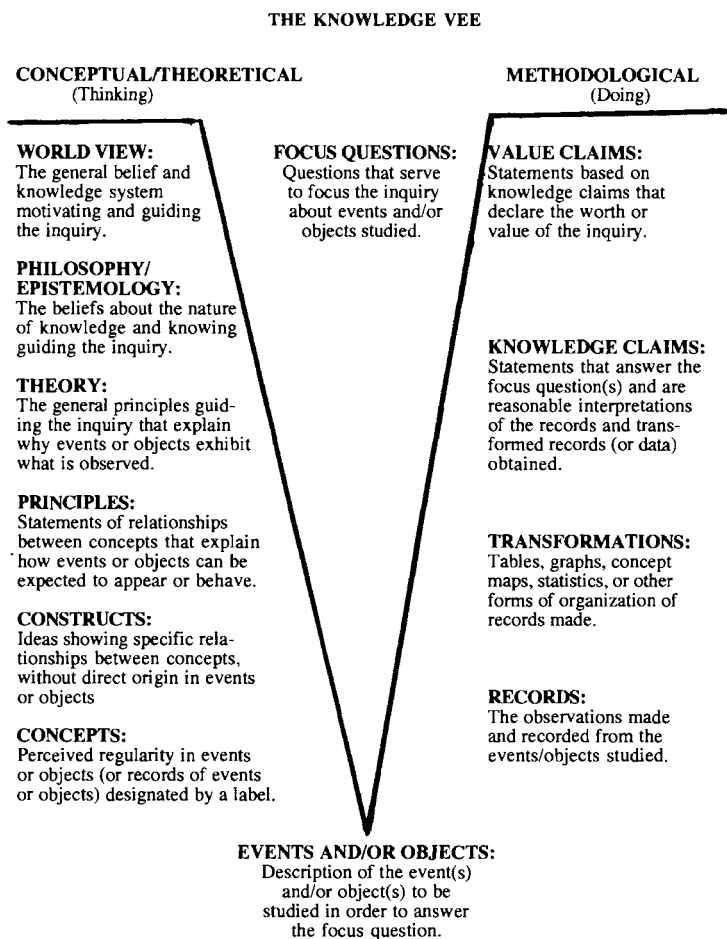 THE KNOWLEDGE VEE
CONCEPTUAL/THEORETICAL
(Thinking)
WORLD VIEW:
The general belief and
knowledge system
motivating and guiding
the inquiry.
PHILOSOPHY/
EPISTEMOLOGY:
The beliefs about the nature
of knowledge and knowing
guiding the inquiry.
THEORY:
The general principles guid-
ing the inquiry that explain
why events or objects exhibit
what is observed.
PRINCIPLES:
Statements of relationships
between concepts that explain
how events or objects can be
expected to appear or behave.
CONSTRUCTS:
Ideas showing specific rela-
tionships between concepts,
without direct origin in events
or objects
CONCEPTS:
Perceived regularity in events
or objects (or records of events
or objects) designated by a label.
FOCUS QUESTIONS:
Questions that serve
to focus the inquiry
about events and/or
objects studied.
METHODOLOGICAL
(Doing)
VALUE CLAIMS:
Statements based on
knowledge claims that
declare the worth or
value of the inquiry.
KNOWLEDGE CLAIMS:
Statements that answer the
focus question(s) and are
reasonable interpretations
of the records and trans-
formed records (or data)
obtained.
TRANSFORMATIONS:
Tables, graphs, concept
maps, statistics, or other
forms of organization of
records made.
RECORDS:
The observations made
and recorded from the
events/objects studied.
EVENTS AND/OR OBJECTS:
Description of the event(s)
and/or object(s) to be
studied in order to answer
the focus question.